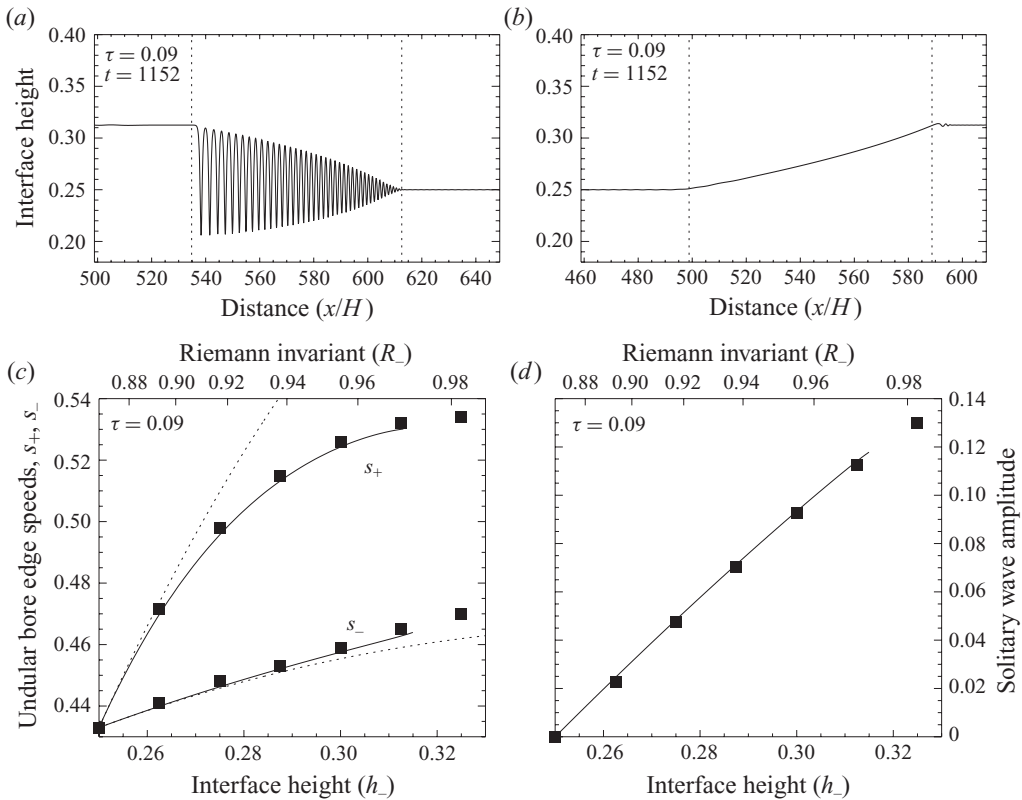 (a)
0.40
0.35
0.30
0.25
0.20
τ = 0.09
t = 1152
Interface height
500 520 540 560 580 600 620 640
Distance (x/H)
(b)
0.40
0.35
0.30
0.25
0.20
τ = 0.09
t = 1152
460 480 500 520 540 560 580 600
Distance (x/H)
(c)
Riemann invariant (R_)
0.88 0.90 0.92 0.94 0.96 0.98
0.54
0.52
0.50
0.48
0.46
0.44
τ = 0.09
s+
s_
Undular bore edge speeds, s+, s_
0.26 0.28 0.30 0.32
Interface height (h_)
(d)
Riemann invariant (R_)
0.88 0.90 0.92 0.94 0.96 0.98
τ = 0.09
0.14
0.12
0.10
0.08
0.06
0.04
0.02
0
Solitary wave amplitude
0.26 0.28 0.30 0.32
Interface height (h_)